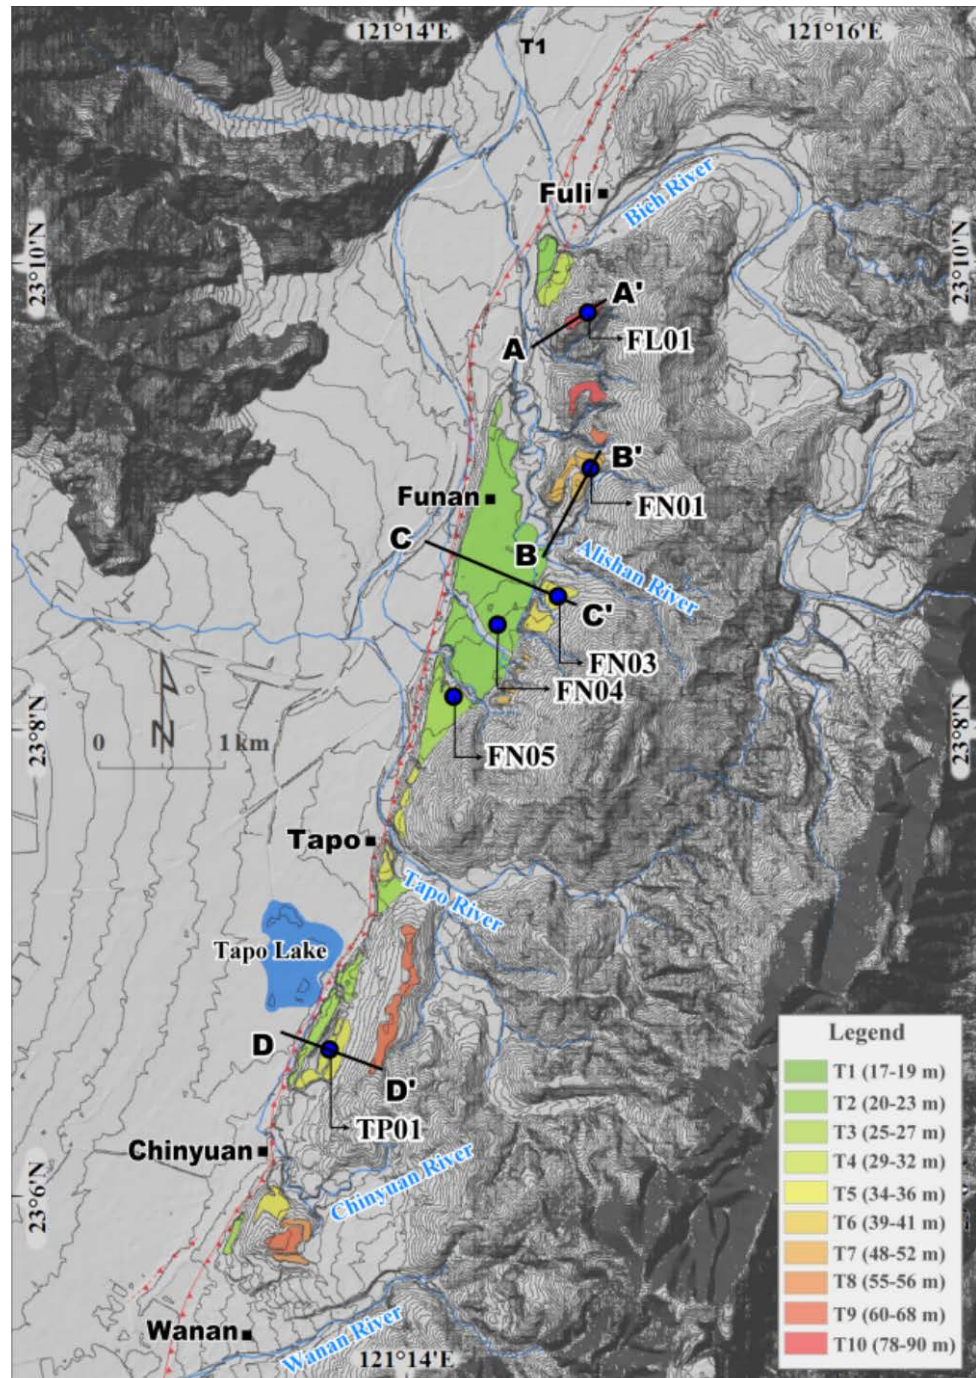 121°14'E
121°16'E
T1
Fuli
Bich River
23°10'N
23°10'N
A'
A
FL01
B'
Funan
FN01
C
B
Alishan River
C'
FN03
FN04
N
0 1 km
23°8'N
23°8'N
FN05
Tapo
Tapo River
Tapo Lake
D
D'
TP01
Chinyuan
Chinyuan River
23°6'N
Wanan
Wanan River
121°14'E
Legend
T1 (17-19 m)
T2 (20-23 m)
T3 (25-27 m)
T4 (29-32 m)
T5 (34-36 m)
T6 (39-41 m)
T7 (48-52 m)
T8 (55-56 m)
T9 (60-68 m)
T10 (78-90 m)